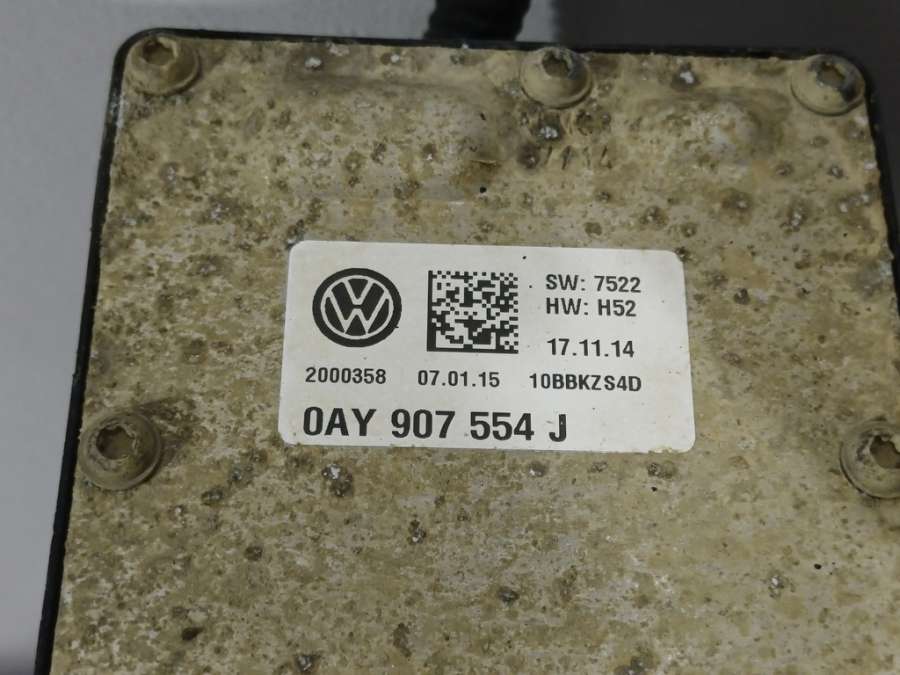 SW: 7522
HW: H52
17.11.14
2000358 07.01.15 10BBKZS4D
0AY 907 554 J